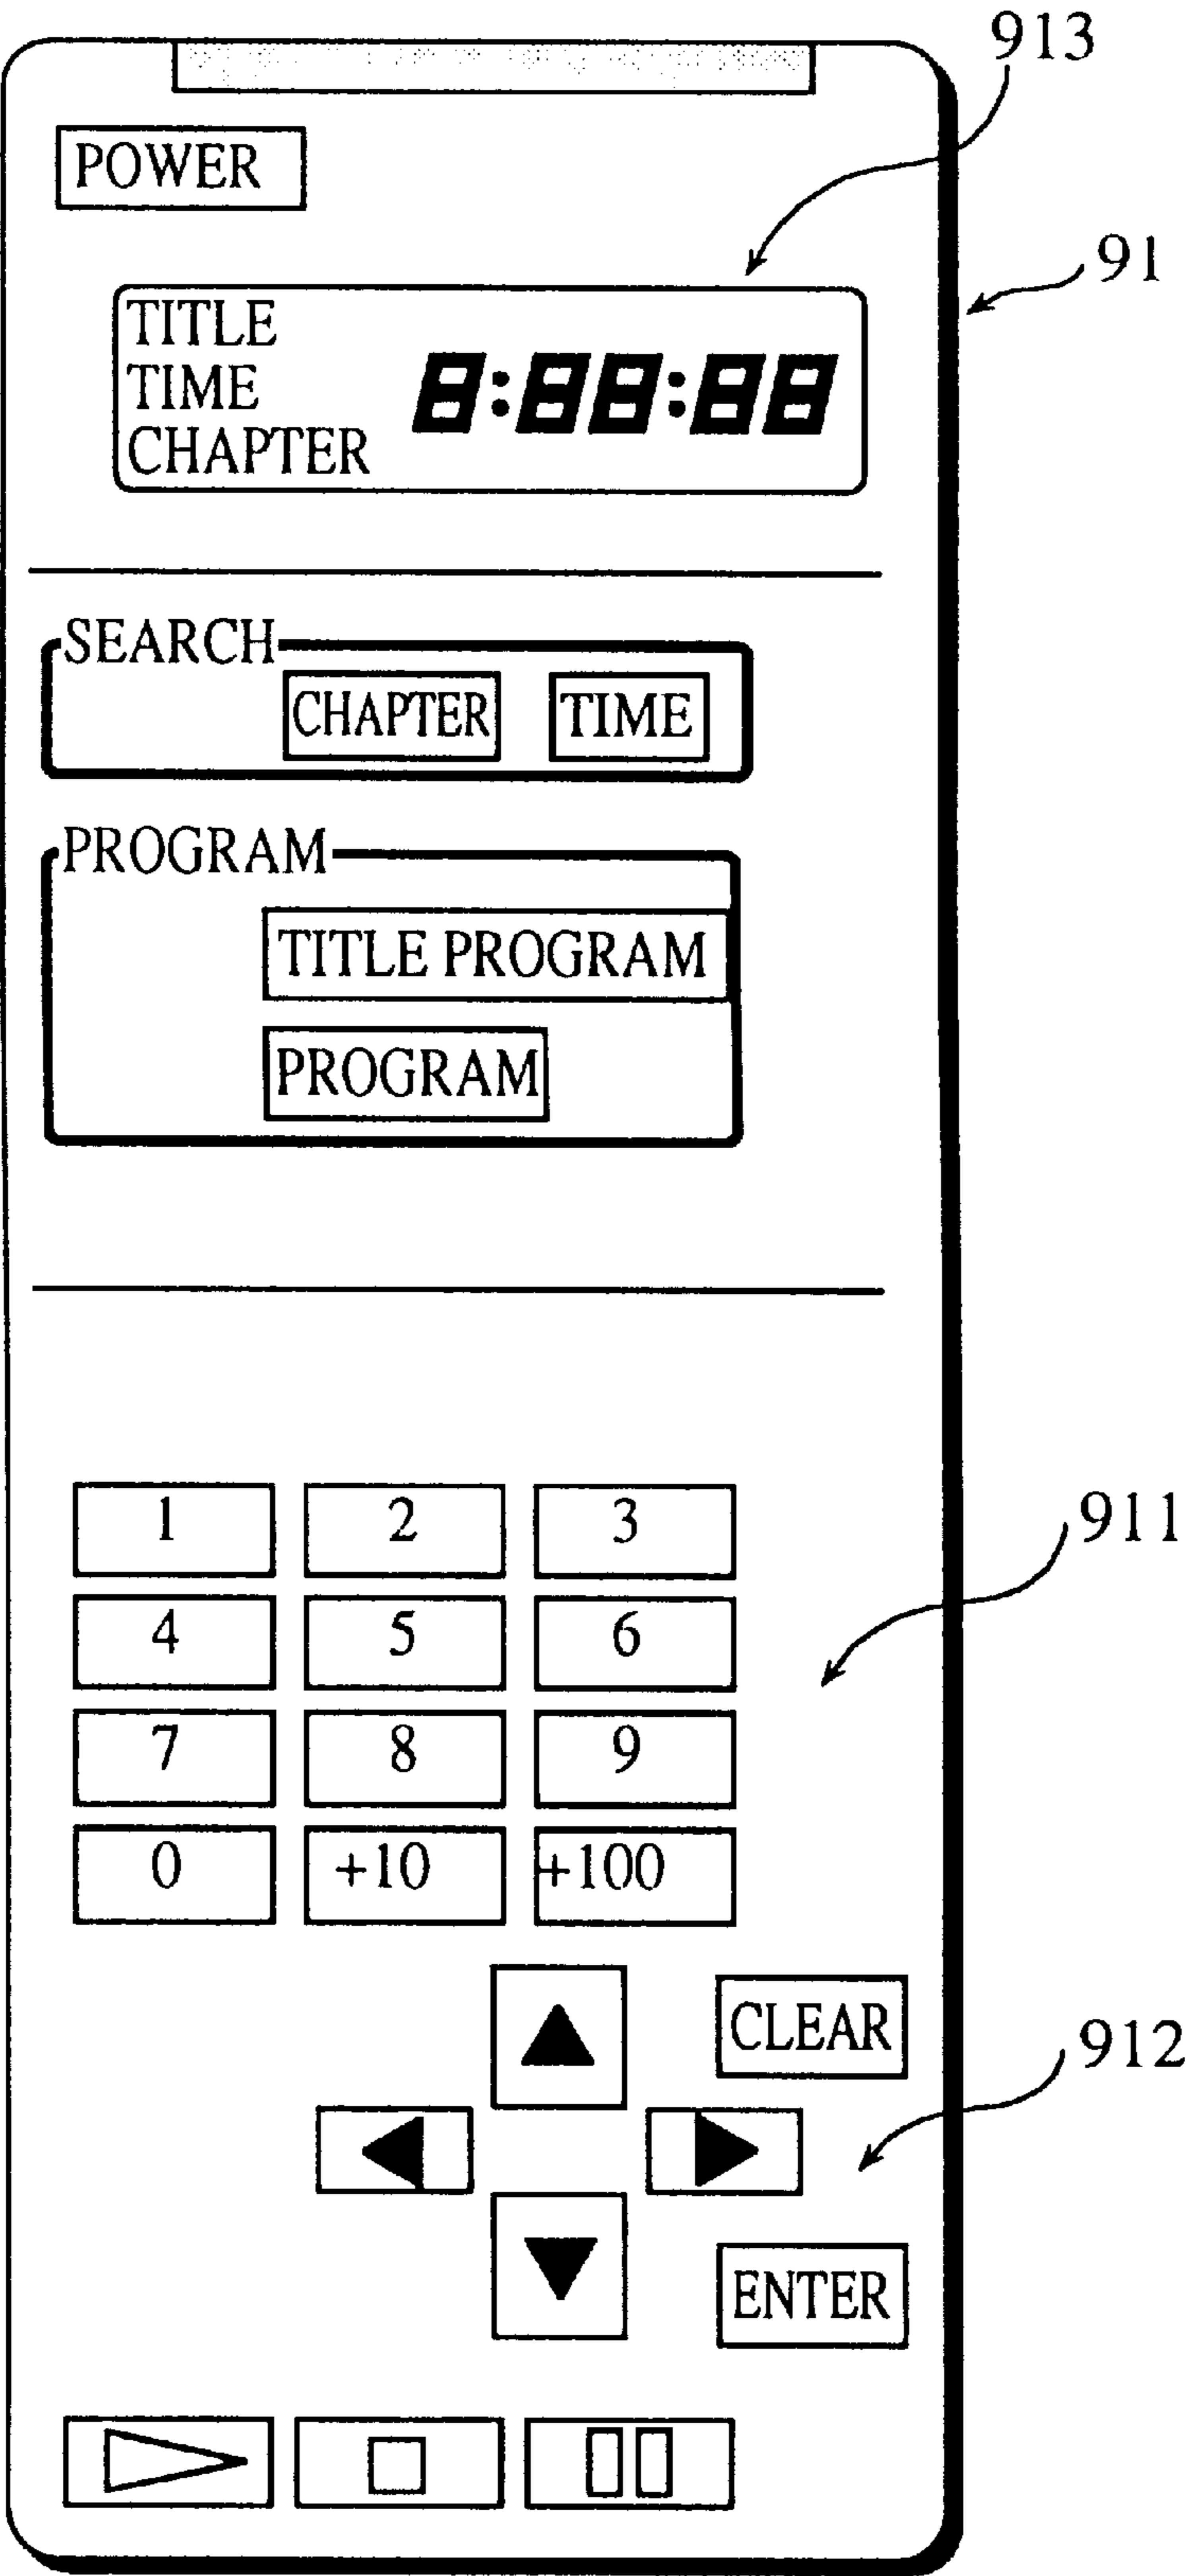 913
POWER
91
TITLE
TIME 8:88:88
CHAPTER
SEARCH
CHAPTER TIME
PROGRAM
TITLE PROGRAM
PROGRAM
911
1 2 3
4 5 6
7 8 9
0 +10 +100
CLEAR
912
ENTER